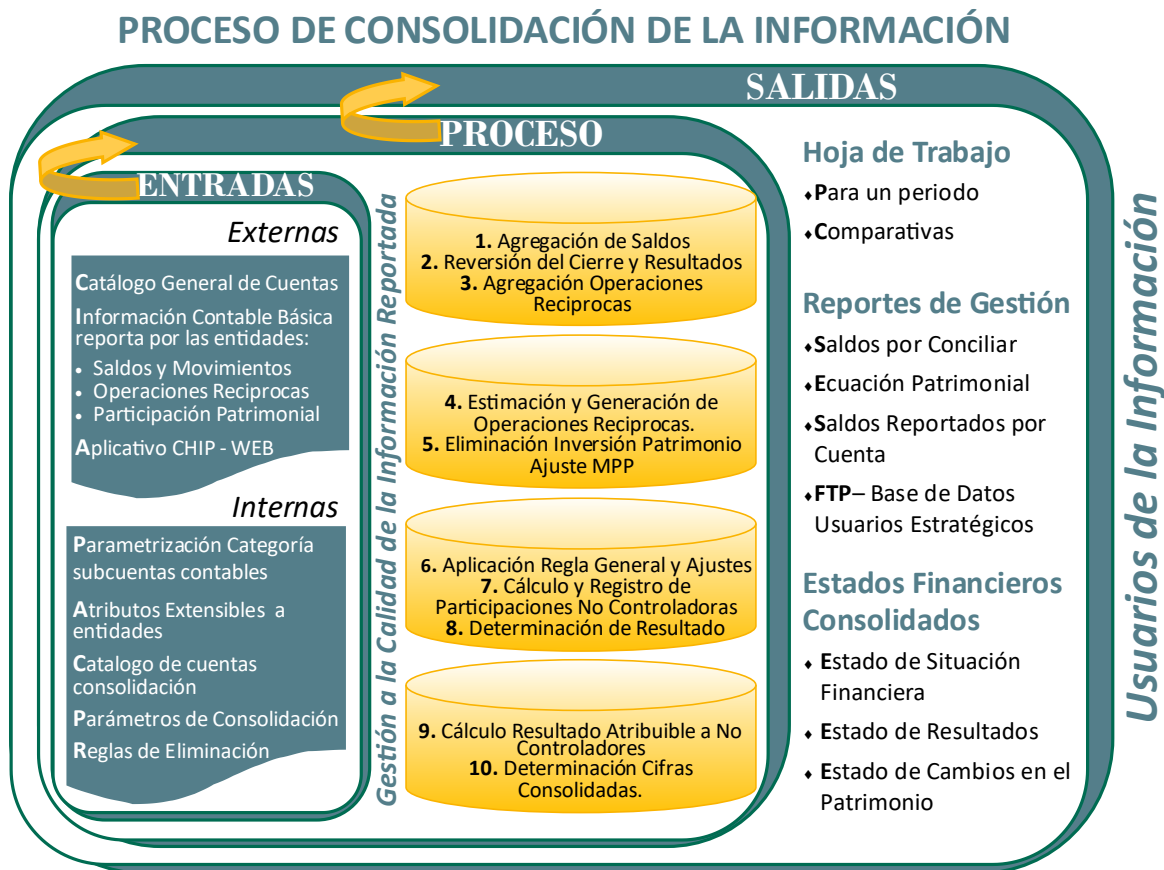 PROCESO DE CONSOLIDACIÓN DE LA INFORMACIÓN
SALIDAS
PROCESO
ENTRADAS
Externas
Catálogo General de Cuentas
Información Contable Básica
reporta por las entidades:
• Saldos y Movimientos
• Operaciones Reciprocas
• Participación Patrimonial
Aplicativo CHIP - WEB
Internas
Parametrización Categoría
subcuentas contables
Atributos Extensibles a
entidades
Catalogo de cuentas
consolidación
Parámetros de Consolidación
Reglas de Eliminación
Gestión a la Calidad de la Información Reportada
1. Agregación de Saldos
2. Reversión del Cierre y Resultados
3. Agregación Operaciones
Reciprocas
4. Estimación y Generación de
Operaciones Reciprocas.
5. Eliminación Inversión Patrimonio
Ajuste MPP
6. Aplicación Regla General y Ajustes
7. Cálculo y Registro de
Participaciones No Controladoras
8. Determinación de Resultado
9. Cálculo Resultado Atribuible a No
Controladores
10. Determinación Cifras
Consolidadas.
Hoja de Trabajo
⬧Para un periodo
⬧Comparativas
Reportes de Gestión
⬧Saldos por Conciliar
⬧Ecuación Patrimonial
⬧Saldos Reportados por
Cuenta
⬧FTP– Base de Datos
Usuarios Estratégicos
Estados Financieros
Consolidados
⬧ Estado de Situación
Financiera
⬧ Estado de Resultados
⬧ Estado de Cambios en el
Patrimonio
Usuarios de la Información